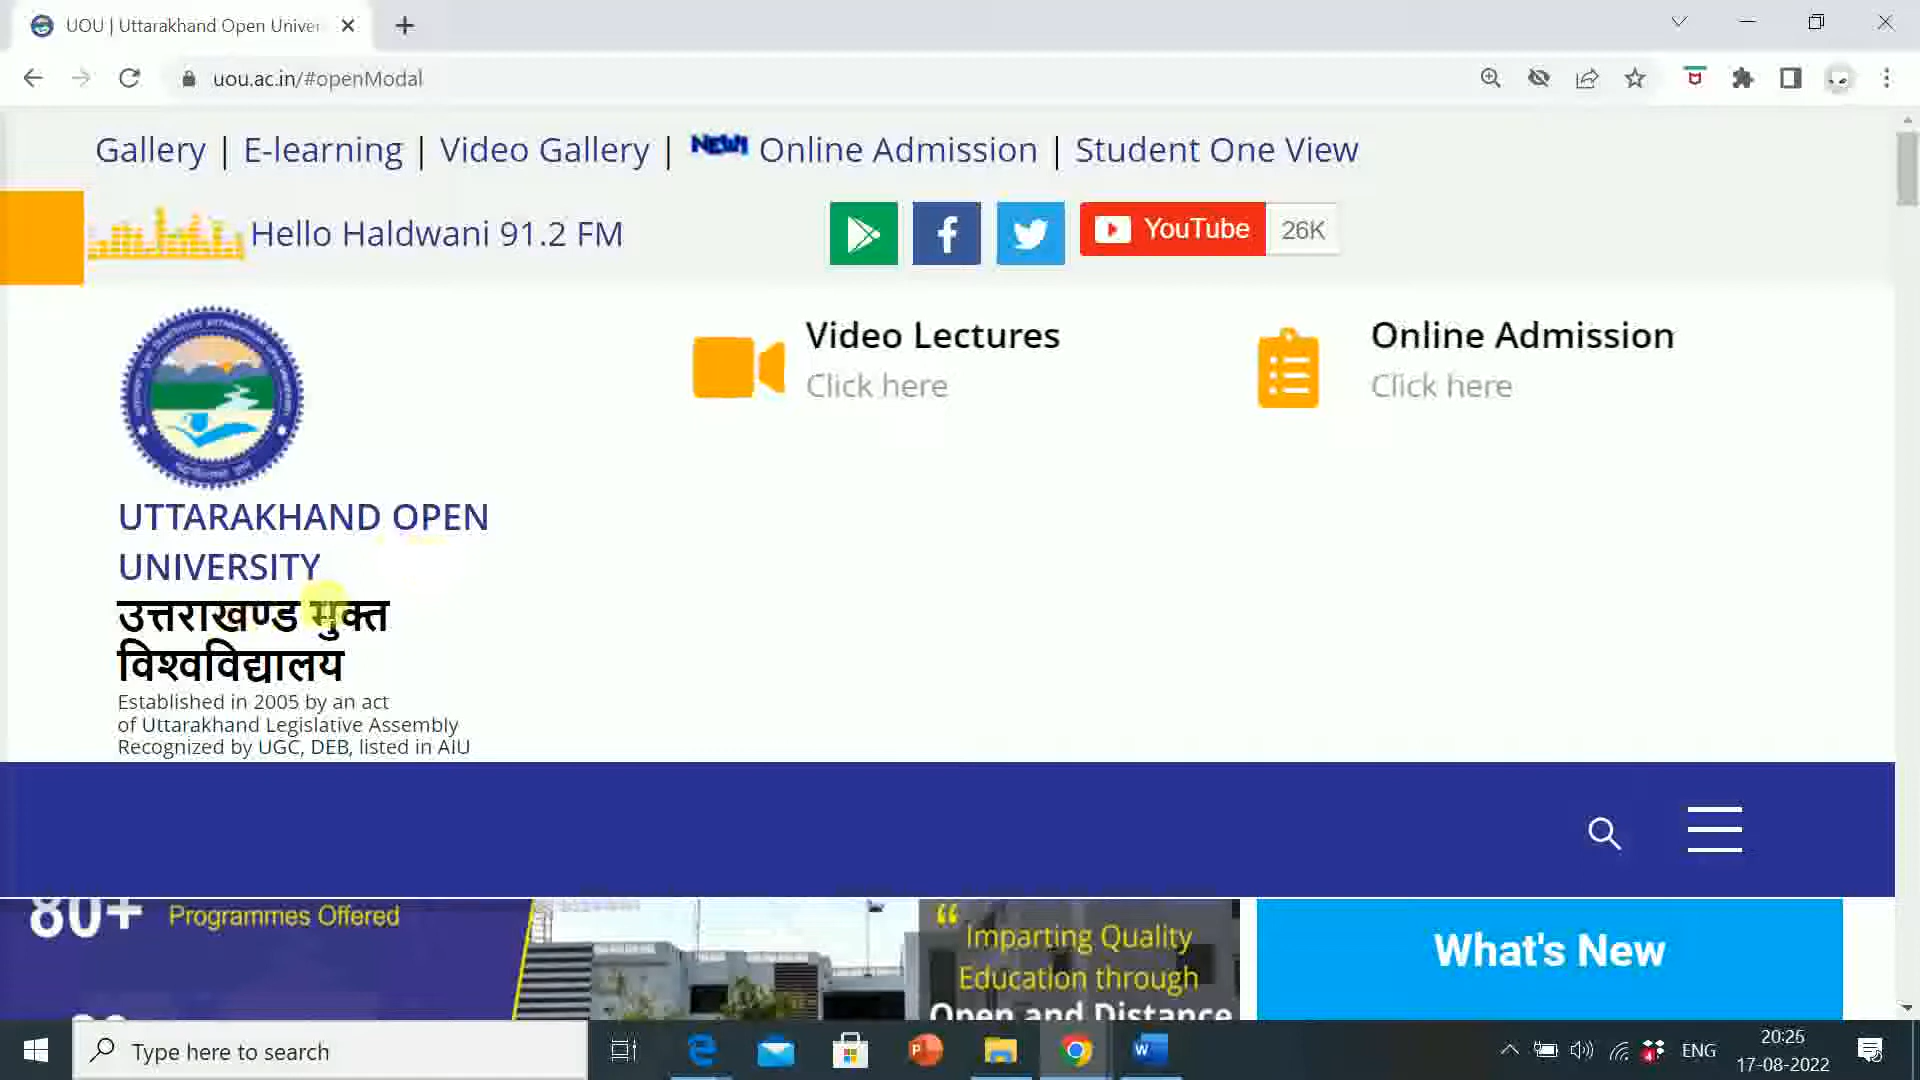 UOU | Uttarakhand Open Univer
uou.ac.in/#openModal
Gallery | E-learning | Video Gallery | NEW! Online Admission | Student One View
Hello Haldwani 91.2 FM
YouTube 26K
Video Lectures
Click here
Online Admission
Click here
UTTARAKHAND OPEN
UNIVERSITY
उत्तराखण्ड मुक्त
विश्वविद्यालय
Established in 2005 by an act
of Uttarakhand Legislative Assembly
Recognized by UGC, DEB, listed in AIU
80+ Programmes Offered
“ Imparting Quality
Education through
Open and Distance
What's New
Type here to search
ENG
20:25
17-08-2022